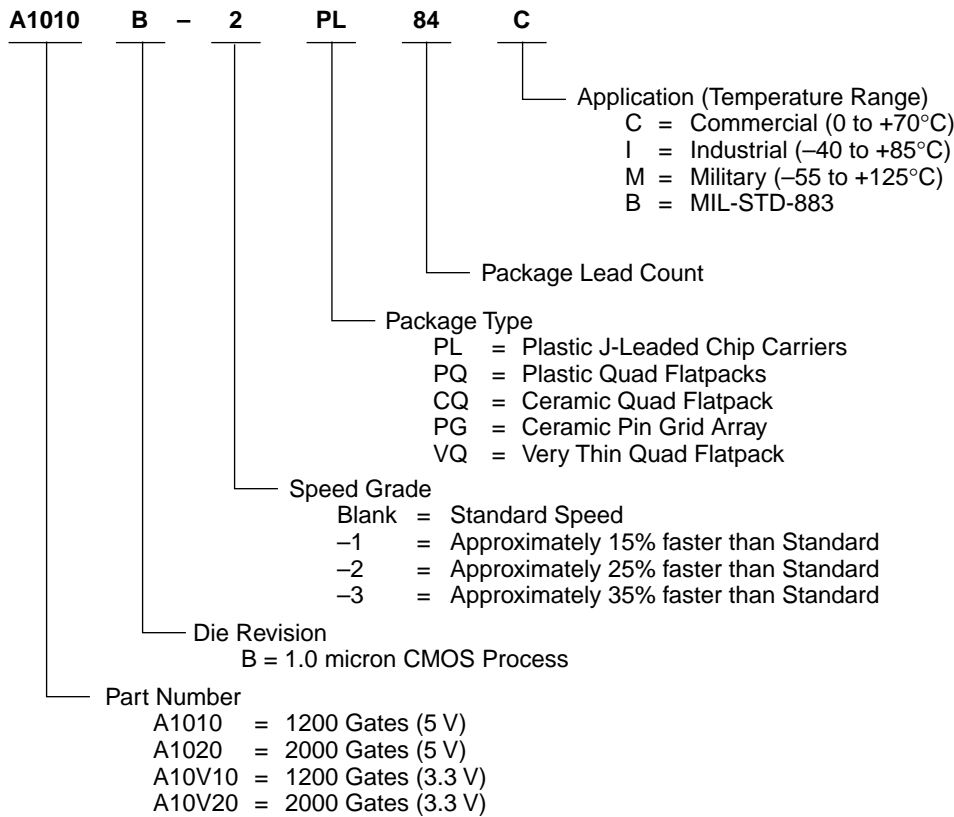 A1010 B – 2 PL 84 C
Application (Temperature Range)
C = Commercial (0 to +70°C)
I = Industrial (–40 to +85°C)
M = Military (–55 to +125°C)
B = MIL-STD-883
Package Lead Count
Package Type
PL = Plastic J-Leaded Chip Carriers
PQ = Plastic Quad Flatpacks
CQ = Ceramic Quad Flatpack
PG = Ceramic Pin Grid Array
VQ = Very Thin Quad Flatpack
Speed Grade
Blank = Standard Speed
–1 = Approximately 15% faster than Standard
–2 = Approximately 25% faster than Standard
–3 = Approximately 35% faster than Standard
Die Revision
B = 1.0 micron CMOS Process
Part Number
A1010 = 1200 Gates (5 V)
A1020 = 2000 Gates (5 V)
A10V10 = 1200 Gates (3.3 V)
A10V20 = 2000 Gates (3.3 V)